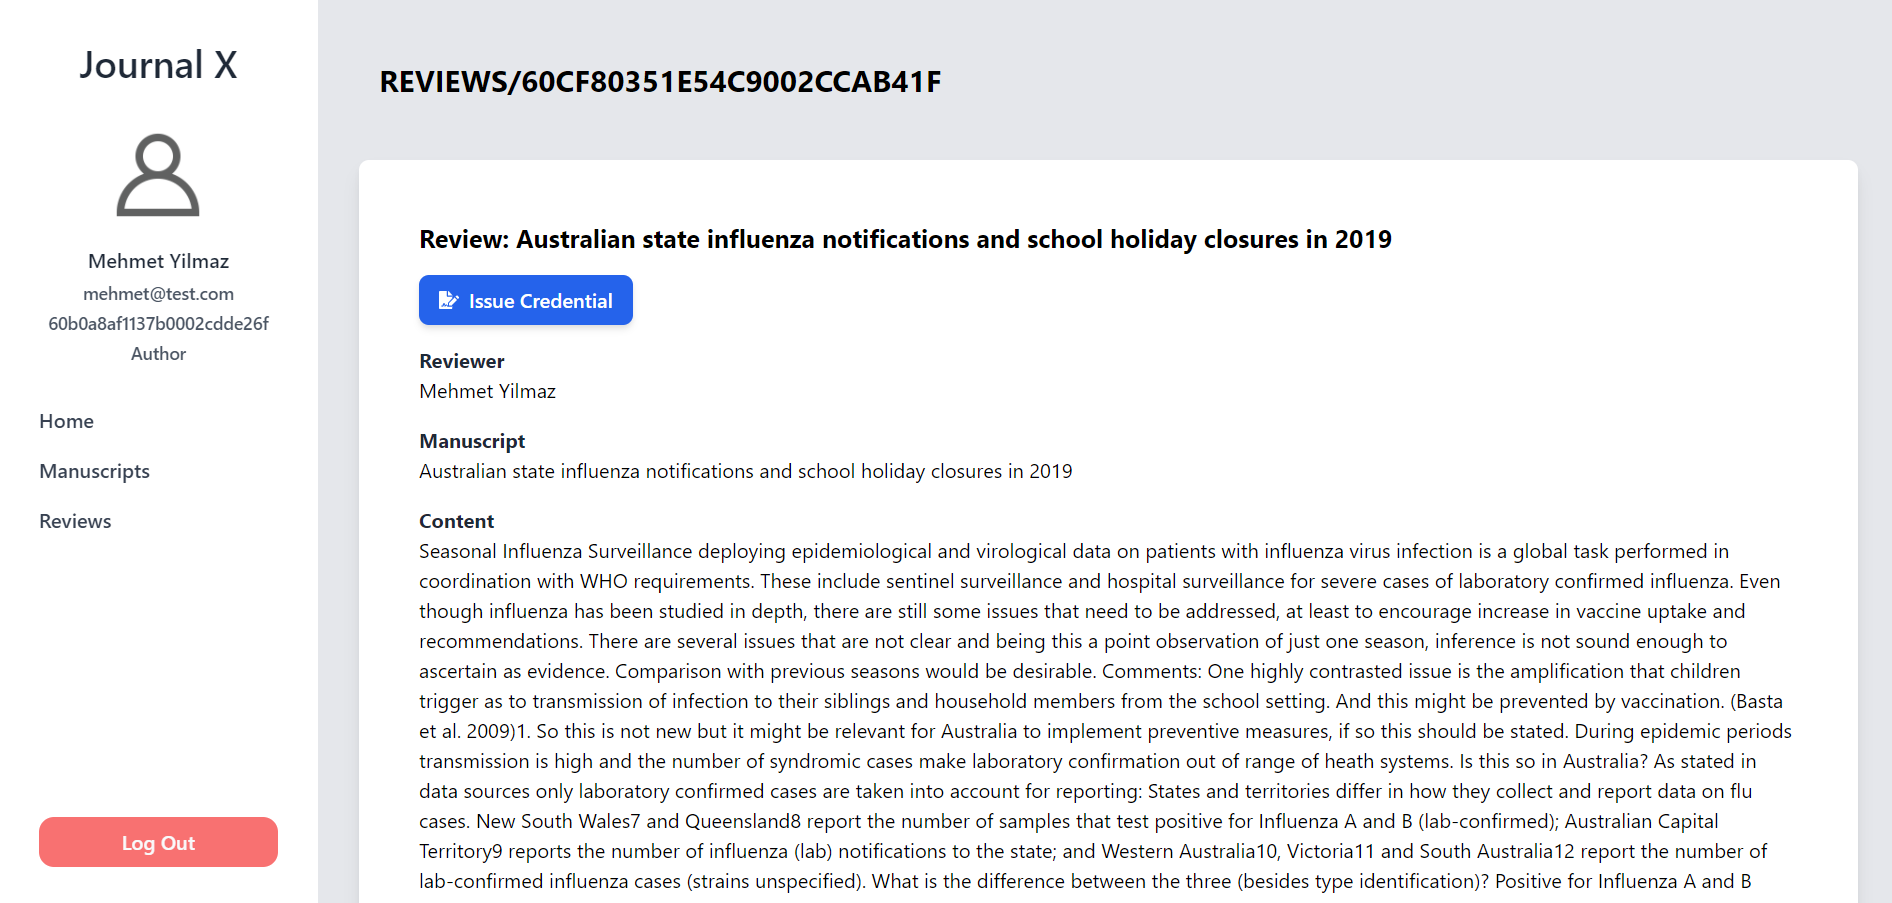 Journal X
Mehmet Yilmaz
mehmet@test.com
60b0a8af1137b0002cdde26f
Author
Home
Manuscripts
Reviews
Log Out
REVIEWS/60CF80351E54C9002CCAB41F
Review: Australian state influenza notifications and school holiday closures in 2019
Issue Credential
Reviewer
Mehmet Yilmaz
Manuscript
Australian state influenza notifications and school holiday closures in 2019
Content
Seasonal Influenza Surveillance deploying epidemiological and virological data on patients with influenza virus infection is a global task performed in
coordination with WHO requirements. These include sentinel surveillance and hospital surveillance for severe cases of laboratory confirmed influenza. Even
though influenza has been studied in depth, there are still some issues that need to be addressed, at least to encourage increase in vaccine uptake and
recommendations. There are several issues that are not clear and being this a point observation of just one season, inference is not sound enough to
ascertain as evidence. Comparison with previous seasons would be desirable. Comments: One highly contrasted issue is the amplification that children
trigger as to transmission of infection to their siblings and household members from the school setting. And this might be prevented by vaccination. (Basta
et al. 2009)1. So this is not new but it might be relevant for Australia to implement preventive measures, if so this should be stated. During epidemic periods
transmission is high and the number of syndromic cases make laboratory confirmation out of range of heath systems. Is this so in Australia? As stated in
data sources only laboratory confirmed cases are taken into account for reporting: States and territories differ in how they collect and report data on flu
cases. New South Wales7 and Queensland8 report the number of samples that test positive for Influenza A and B (lab-confirmed); Australian Capital
Territory9 reports the number of influenza (lab) notifications to the state; and Western Australia10, Victoria11 and South Australia12 report the number of
lab-confirmed influenza cases (strains unspecified). What is the difference between the three (besides type identification)? Positive for Influenza A and B